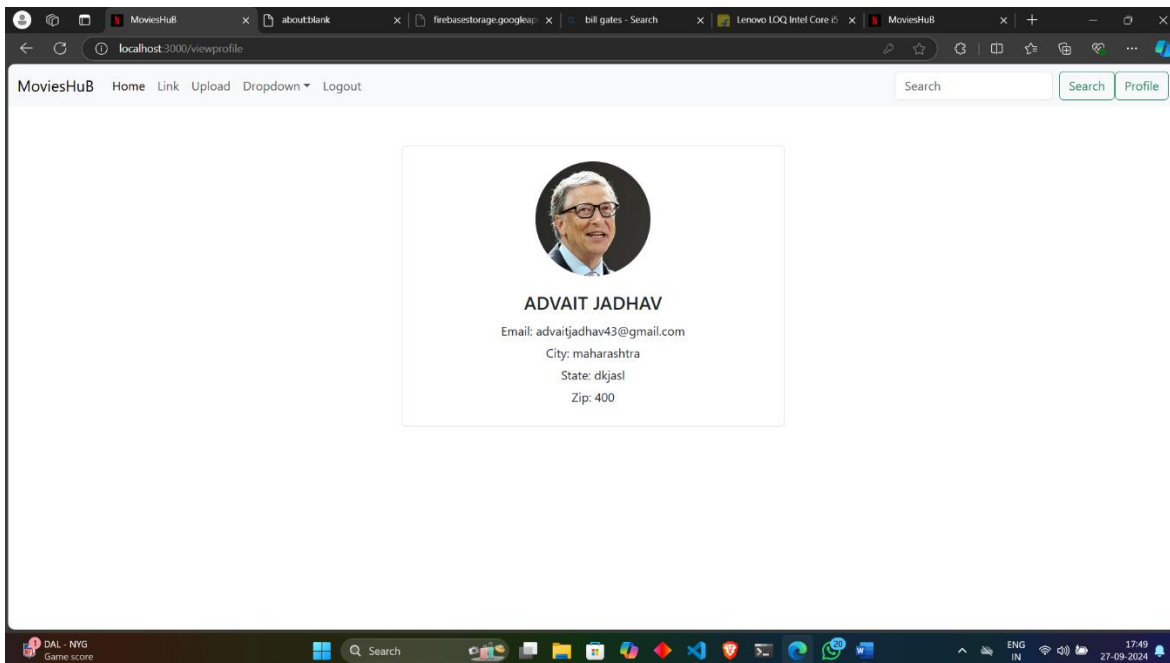 MoviesHuB
about:blank
firebasestorage.googleap
bill gates - Search
Lenovo LOQ Intel Core i5
MoviesHuB
localhost:3000/viewprofile
MoviesHuB Home Link Upload Dropdown Logout Search Search Profile
ADVAIT JADHAV
Email: advaitjadhav43@gmail.com
City: maharashtra
State: dkjasl
Zip: 400
1
DAL - NYG
Game score
Search
20
ENG
IN
17:49
27-09-2024